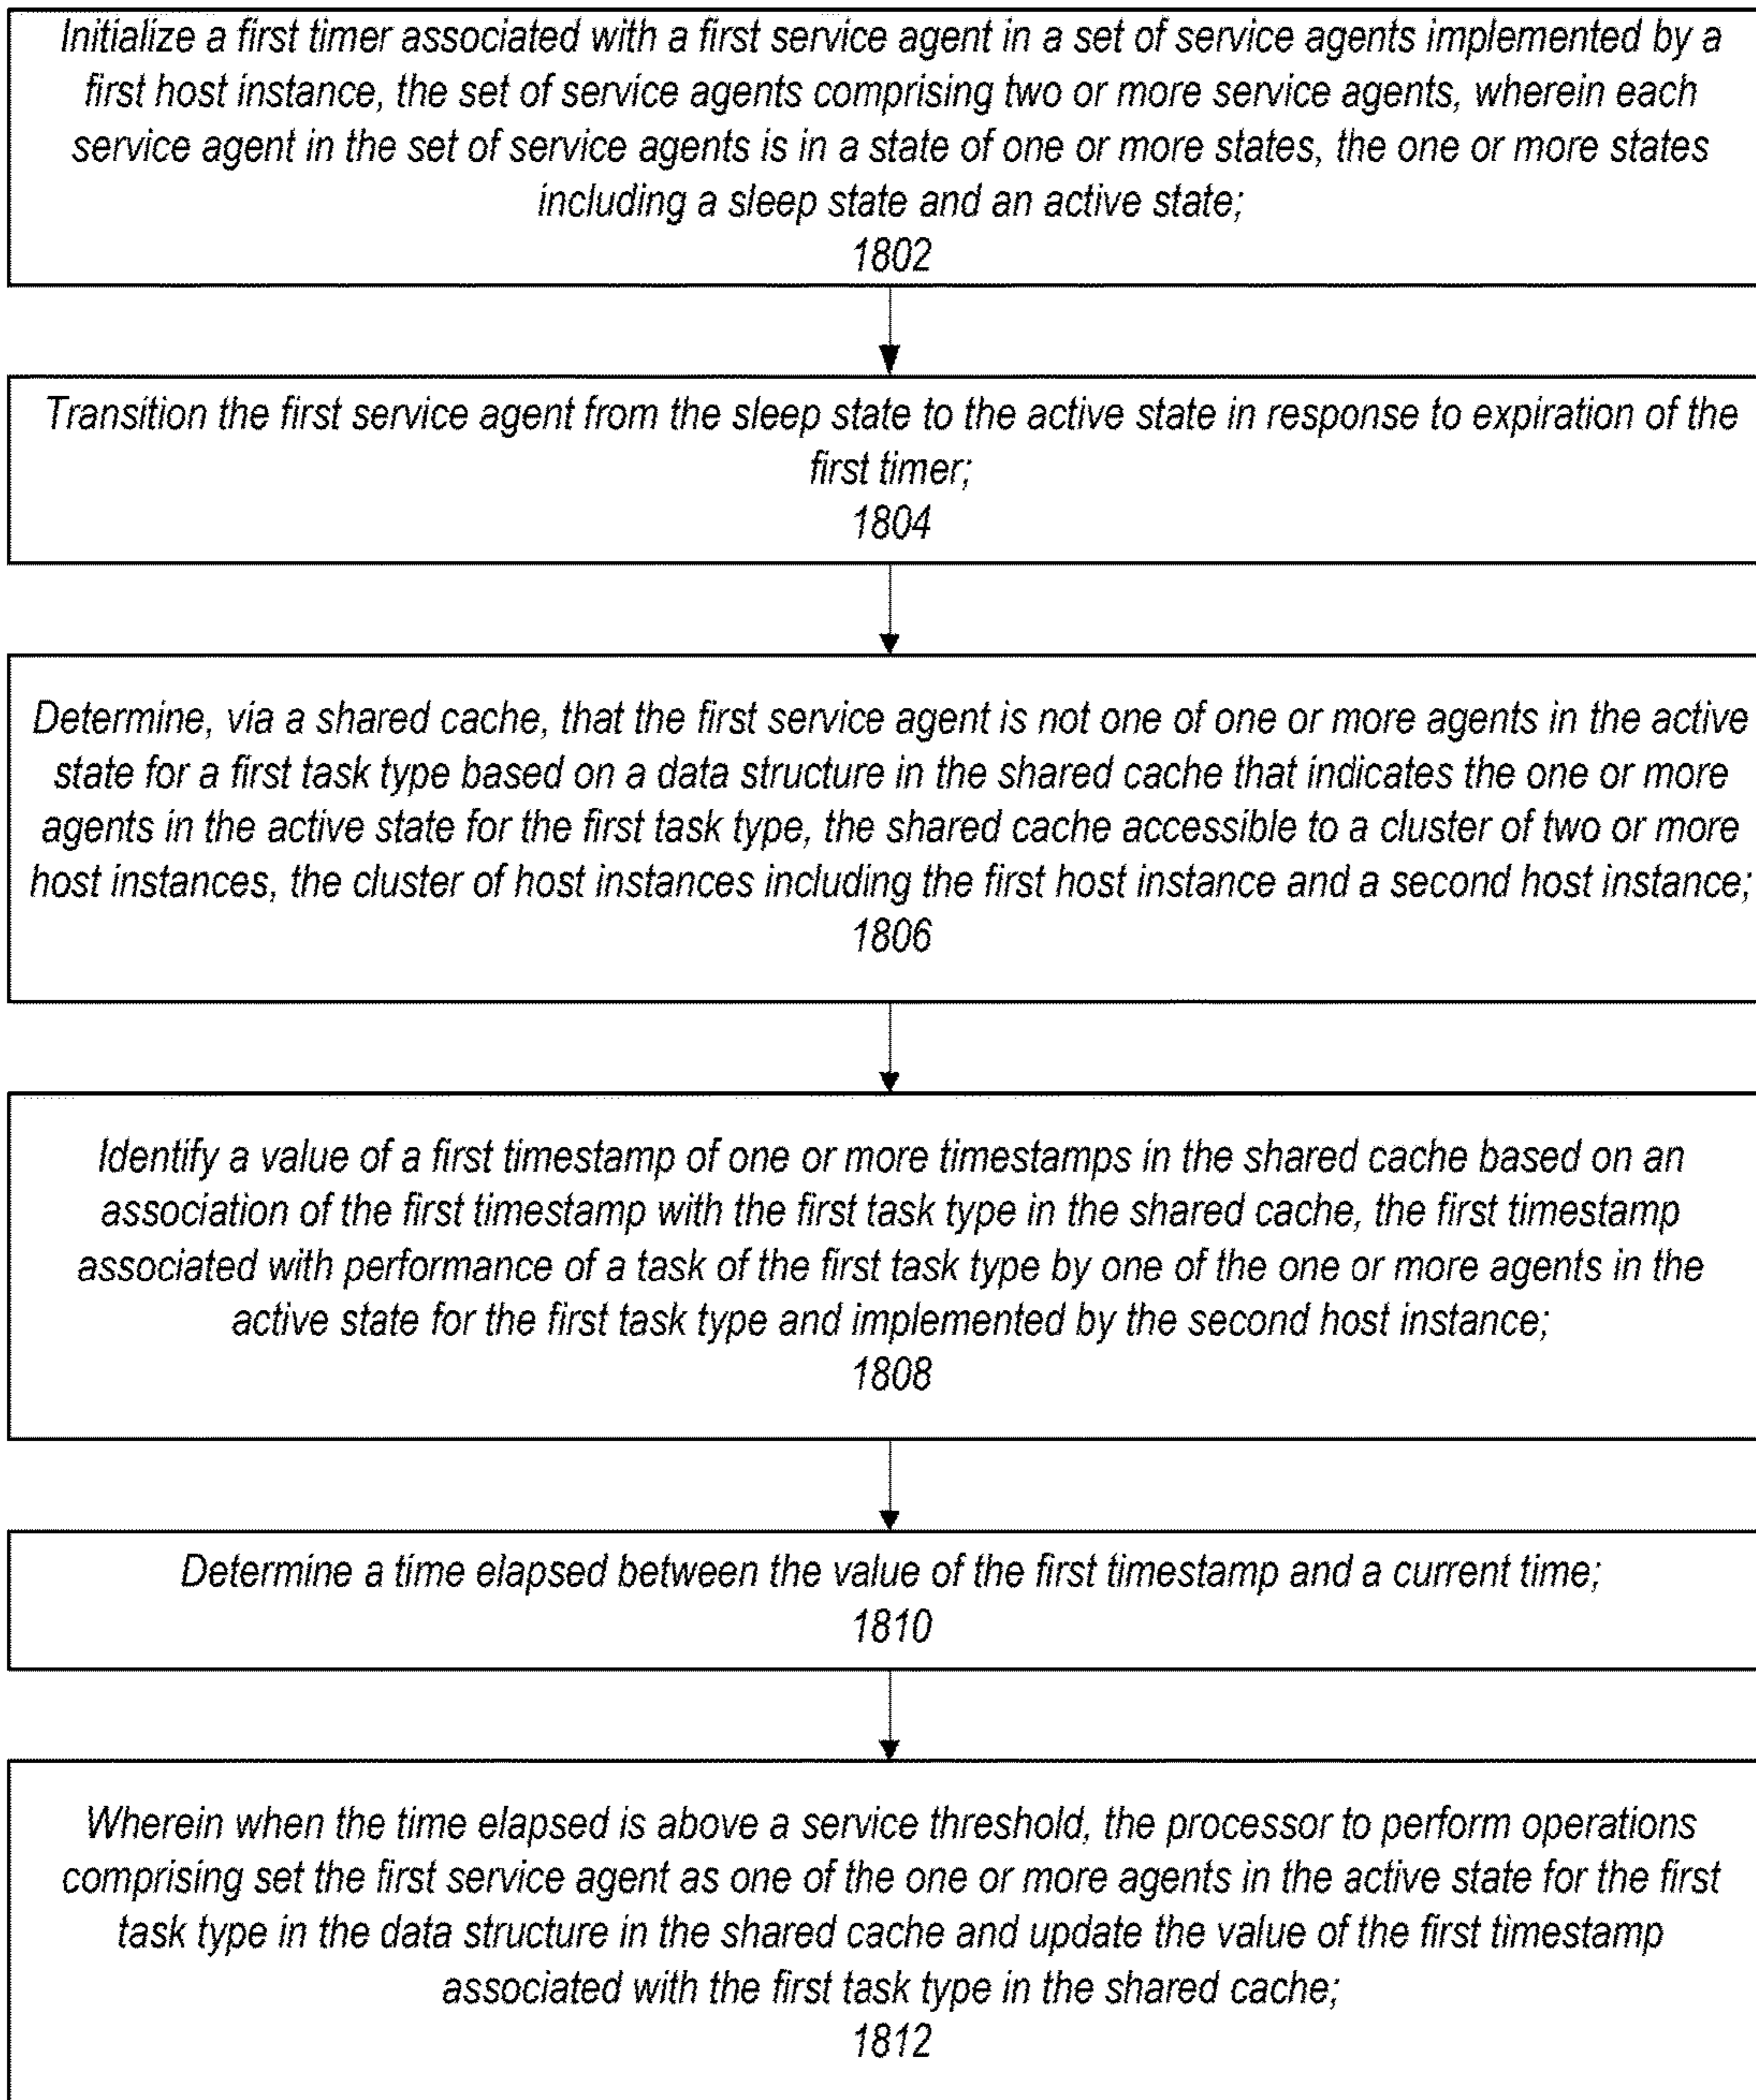 Initialize a first timer associated with a first service agent in a set of service agents implemented by a
first host instance, the set of service agents comprising two or more service agents, wherein each
service agent in the set of service agents is in a state of one or more states, the one or more states
including a sleep state and an active state;
1802
Transition the first service agent from the sleep state to the active state in response to expiration of the
first timer;
1804
Determine, via a shared cache, that the first service agent is not one of one or more agents in the active
state for a first task type based on a data structure in the shared cache that indicates the one or more
agents in the active state for the first task type, the shared cache accessible to a cluster of two or more
host instances, the cluster of host instances including the first host instance and a second host instance;
1806
Identify a value of a first timestamp of one or more timestamps in the shared cache based on an
association of the first timestamp with the first task type in the shared cache, the first timestamp
associated with performance of a task of the first task type by one of the one or more agents in the
active state for the first task type and implemented by the second host instance;
1808
Determine a time elapsed between the value of the first timestamp and a current time;
1810
Wherein when the time elapsed is above a service threshold, the processor to perform operations
comprising set the first service agent as one of the one or more agents in the active state for the first
task type in the data structure in the shared cache and update the value of the first timestamp
associated with the first task type in the shared cache;
1812